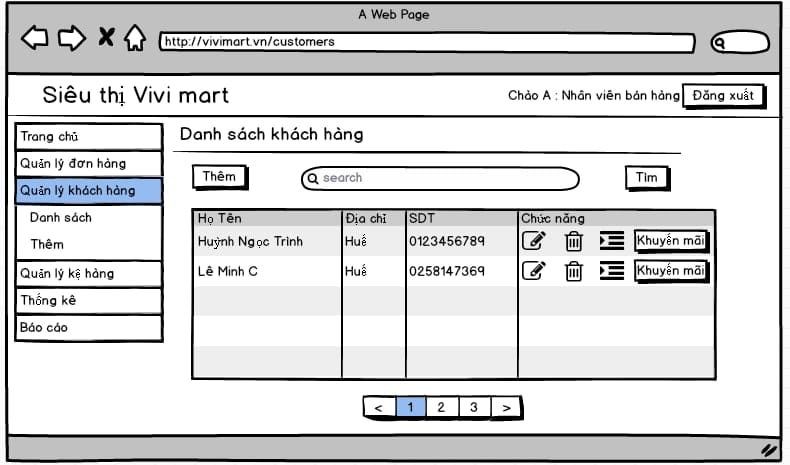 A Web Page
http://vivimart.vn/customers
Siêu thị Vivi mart
Chào A : Nhân viên bán hàng Đăng xuất
Trang chủ
Quản lý đơn hàng
Quản lý khách hàng
Danh sách
Thêm
Quản lý kệ hàng
Thống kê
Báo cáo
Danh sách khách hàng
Thêm search Tìm
Họ Tên Địa chỉ SDT Chức năng
Huỳnh Ngọc Trình Huế 0123456789 Khuyến mãi
Lê Minh C Huế 0258147369 Khuyến mãi
< 1 2 3 >